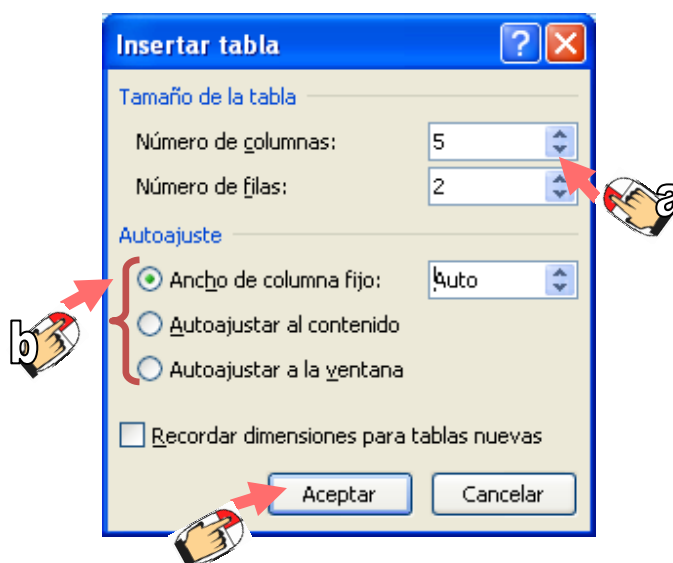 Insertar tabla
Tamaño de la tabla
Número de columnas: 5
Número de filas: 2
a
Autoajuste
Ancho de columna fijo: Auto
b
Autoajustar al contenido
Autoajustar a la ventana
Recordar dimensiones para tablas nuevas
Aceptar Cancelar